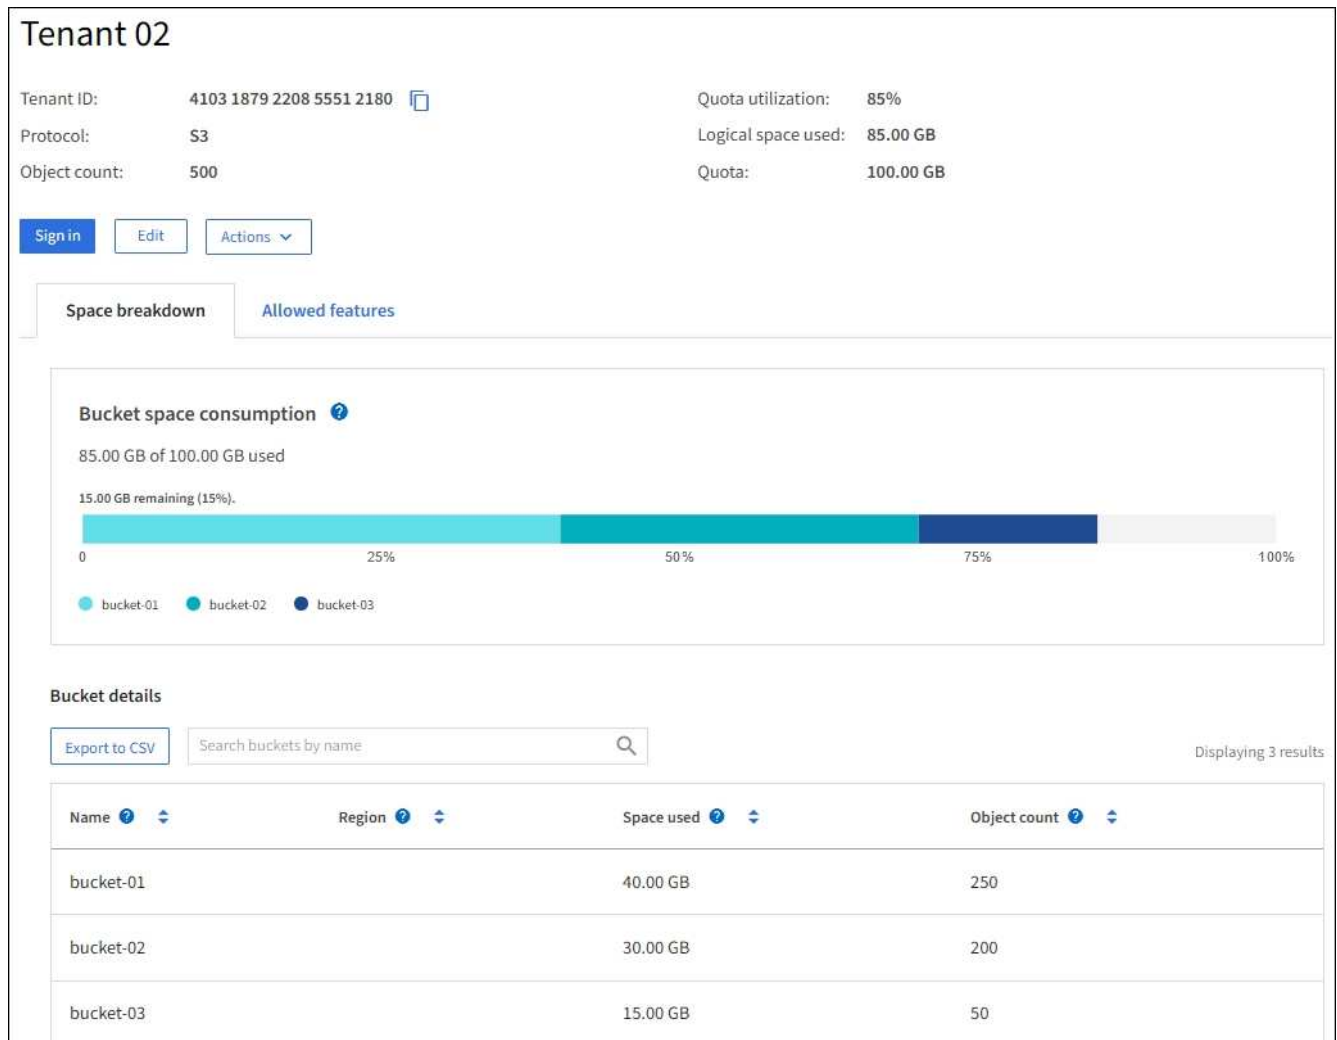 Tenant 02
Tenant ID: 4103 1879 2208 5551 2180
Quota utilization: 85%
Protocol: S3
Logical space used: 85.00 GB
Object count: 500
Quota: 100.00 GB
Sign in Edit Actions
Space breakdown Allowed features
Bucket space consumption ?
85.00 GB of 100.00 GB used
15.00 GB remaining (15%).
0 25% 50% 75% 100%
bucket-01 bucket-02 bucket-03
Bucket details
Export to CSV Search buckets by name Displaying 3 results
Name ? Region ? Space used ? Object count ?
bucket-01 40.00 GB 250
bucket-02 30.00 GB 200
bucket-03 15.00 GB 50